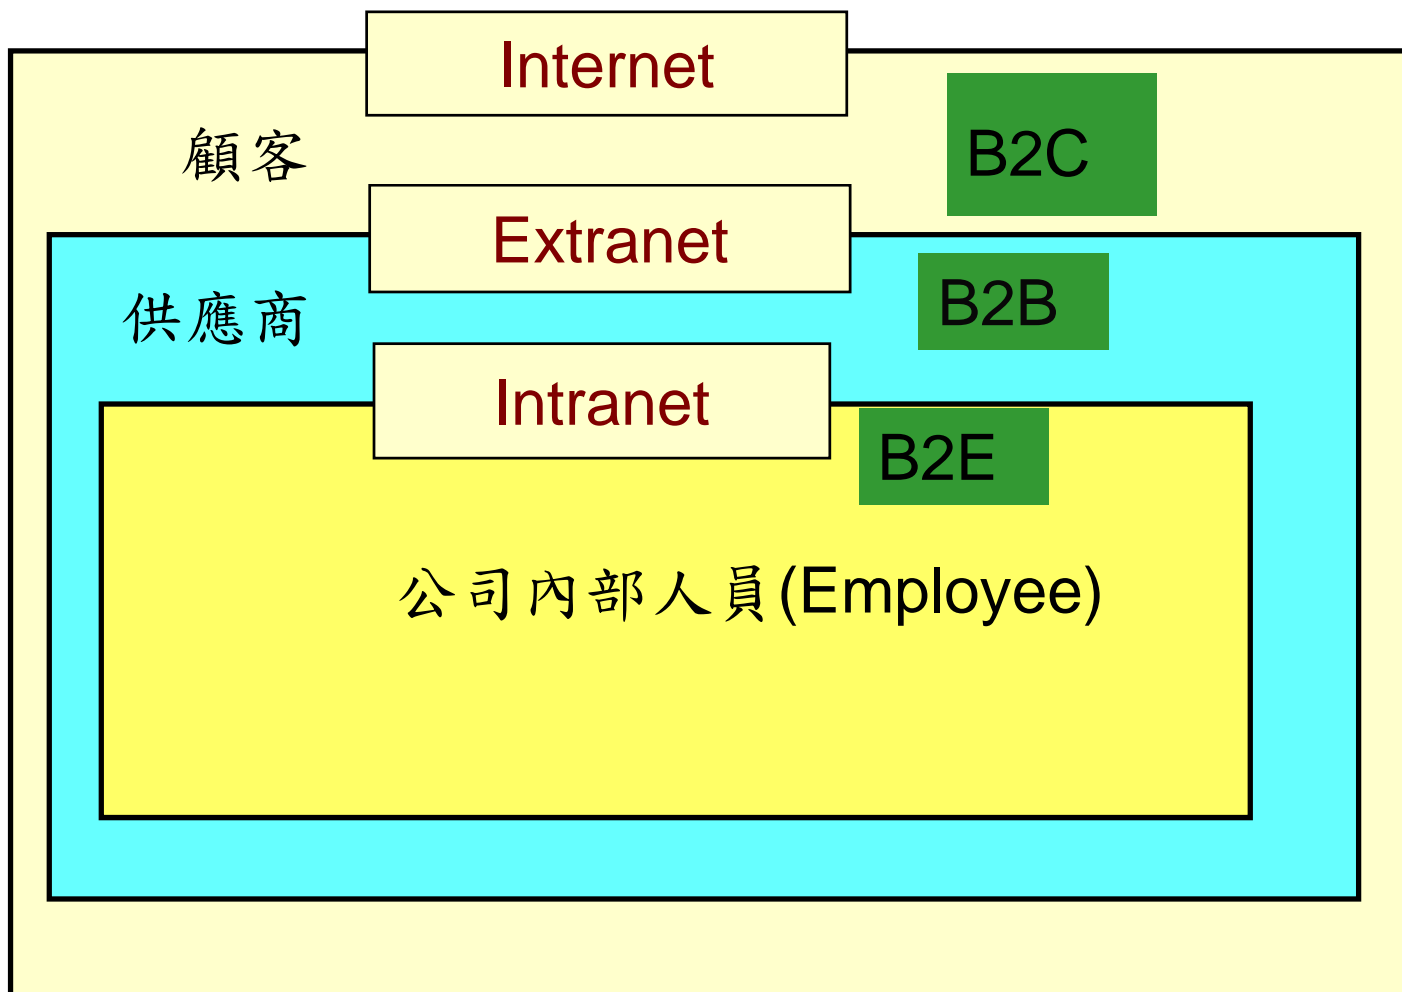 Internet
顧客
B2C
Extranet
供應商
B2B
Intranet
B2E
公司內部人員(Employee)